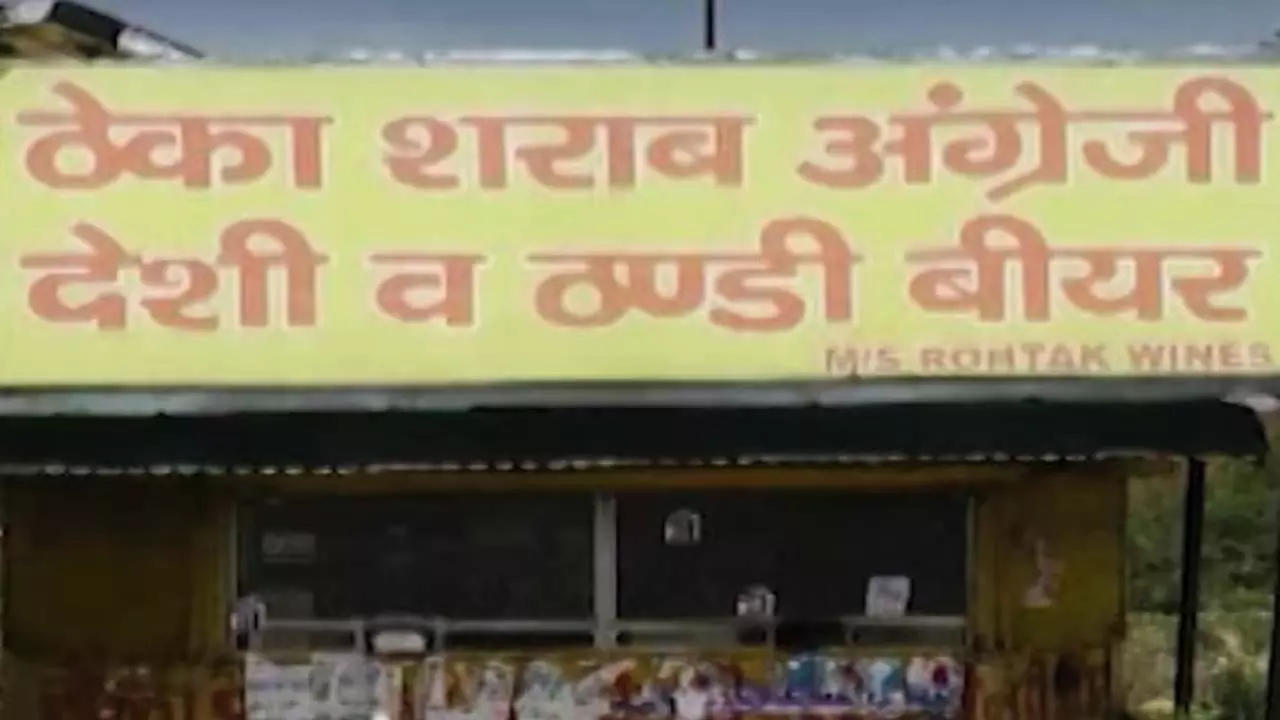 ठेका शराब अंग्रेजी
देशी व ठण्डी बीयर
M/S ROHTAK WINES